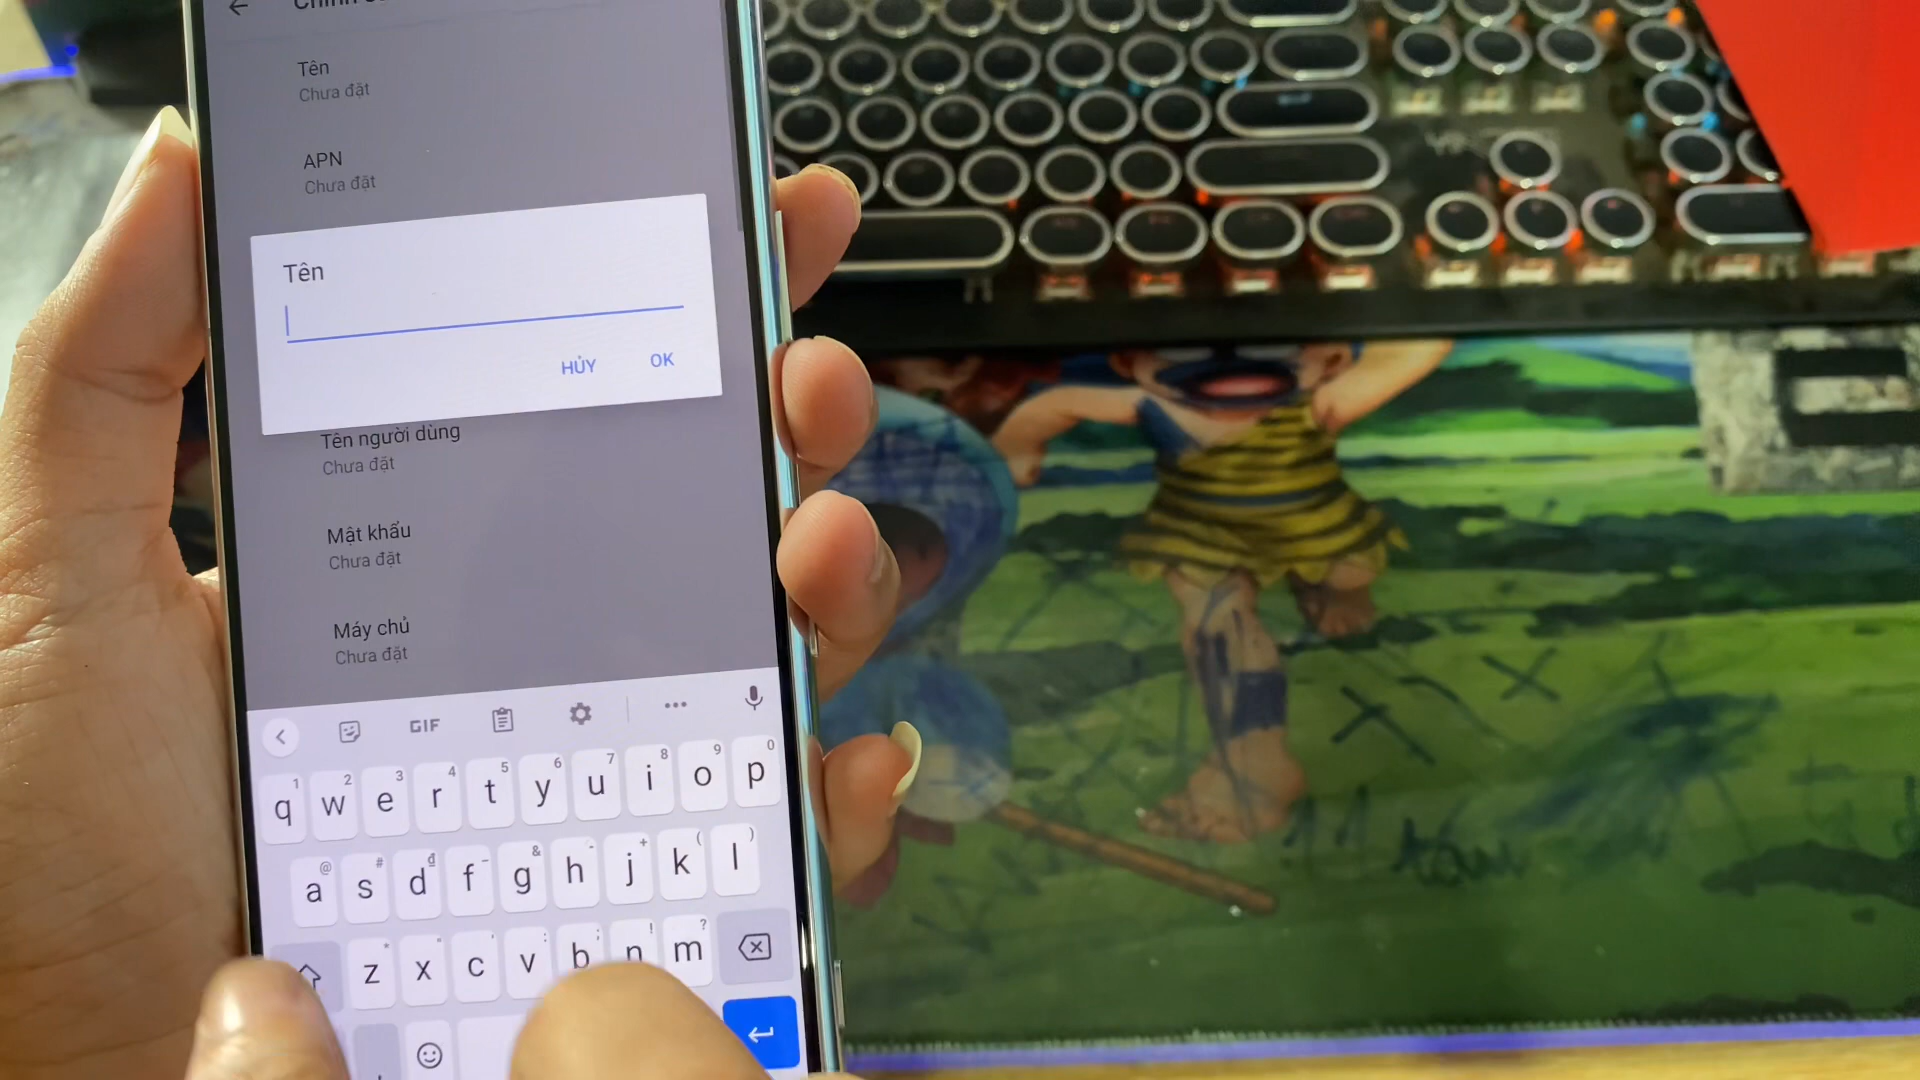 Tên
Chưa đặt
APN
Chưa đặt
Tên
HỦY
OK
Tên người dùng
Chưa đặt
Mật khẩu
Chưa đặt
Máy chủ
Chưa đặt
GIF
1 2 3 4 5 6 7 8 9 0
q w e r t y u i o p
@ # đ & - + ( )
a s d f g h j k l
* " ' : ; ! ?
z x c v b n m